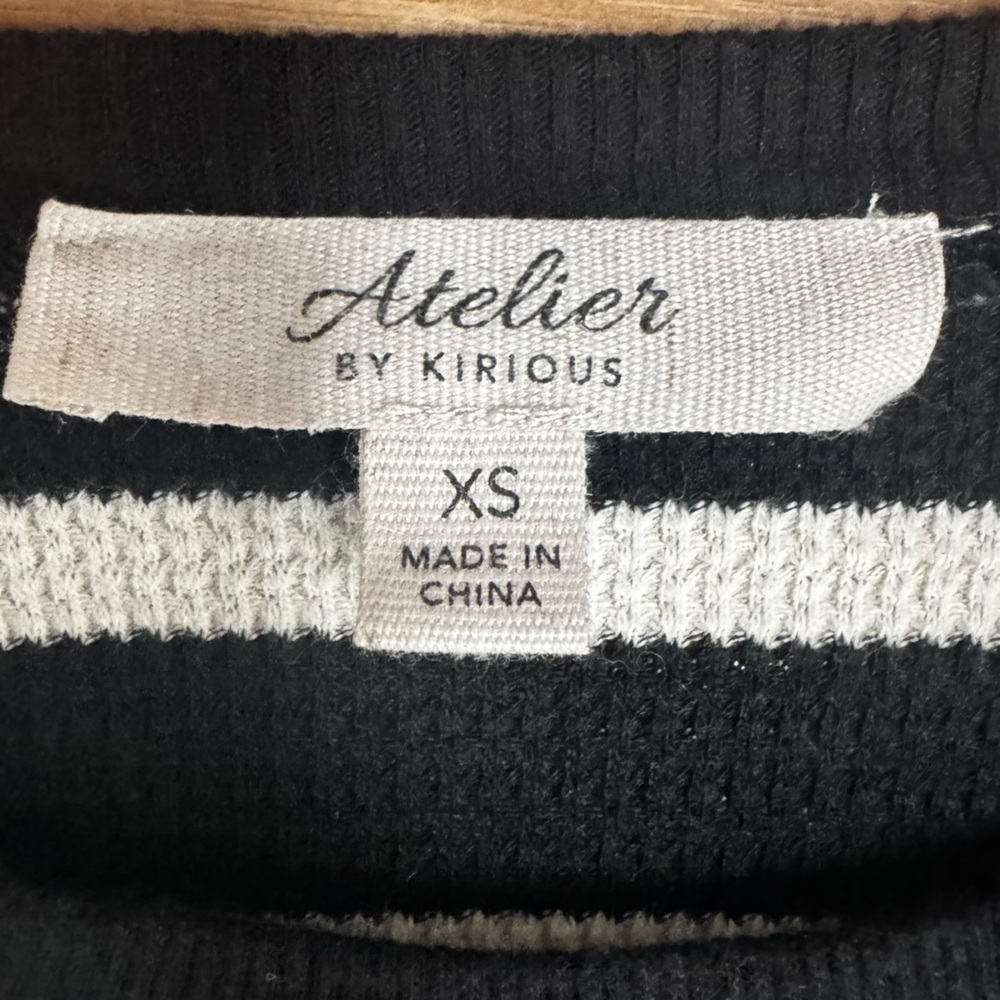 Atelier
BY KIRIOUS
XS
MADE IN
CHINA